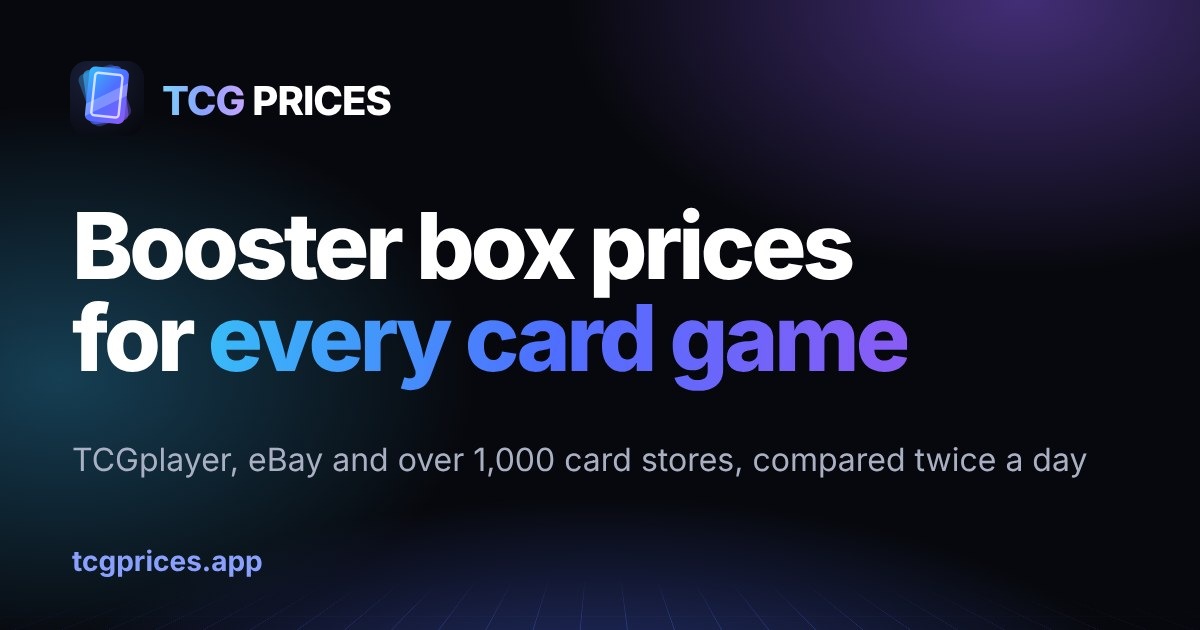 TCG PRICES
Booster box prices
for every card game
TCGplayer, eBay and over 1,000 card stores, compared twice a day
tcgprices.app